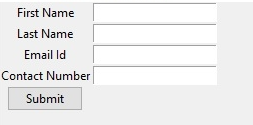 First Name
Last Name
Email Id
Contact Number
Submit